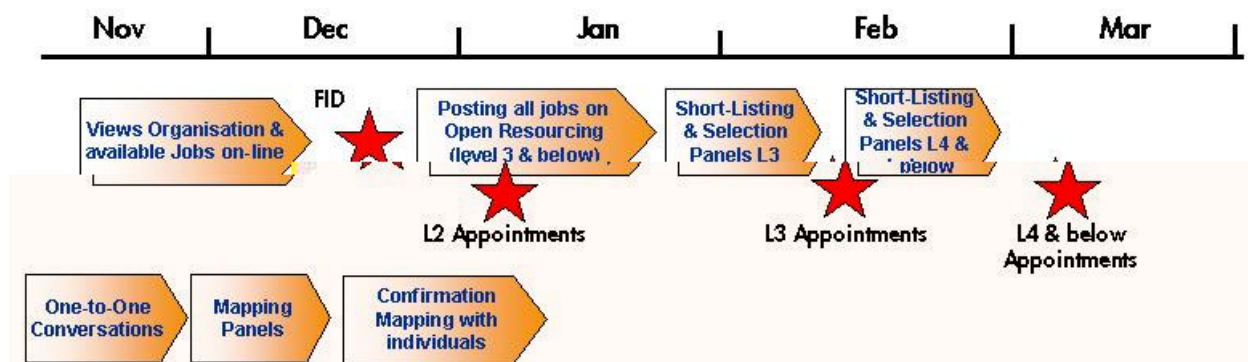 Nov Dec Jan Feb Mar
FID
Views Organisation &
available Jobs on-line
Posting all jobs on
Open Resourcing
(level 3 & below)
Short-Listing
& Selection
Panels L3
Short-Listing
& Selection
Panels L4 &
below
L2 Appointments
L3 Appointments
L4 & below
Appointments
One-to-One
Conversations
Mapping
Panels
Confirmation
Mapping with
individuals